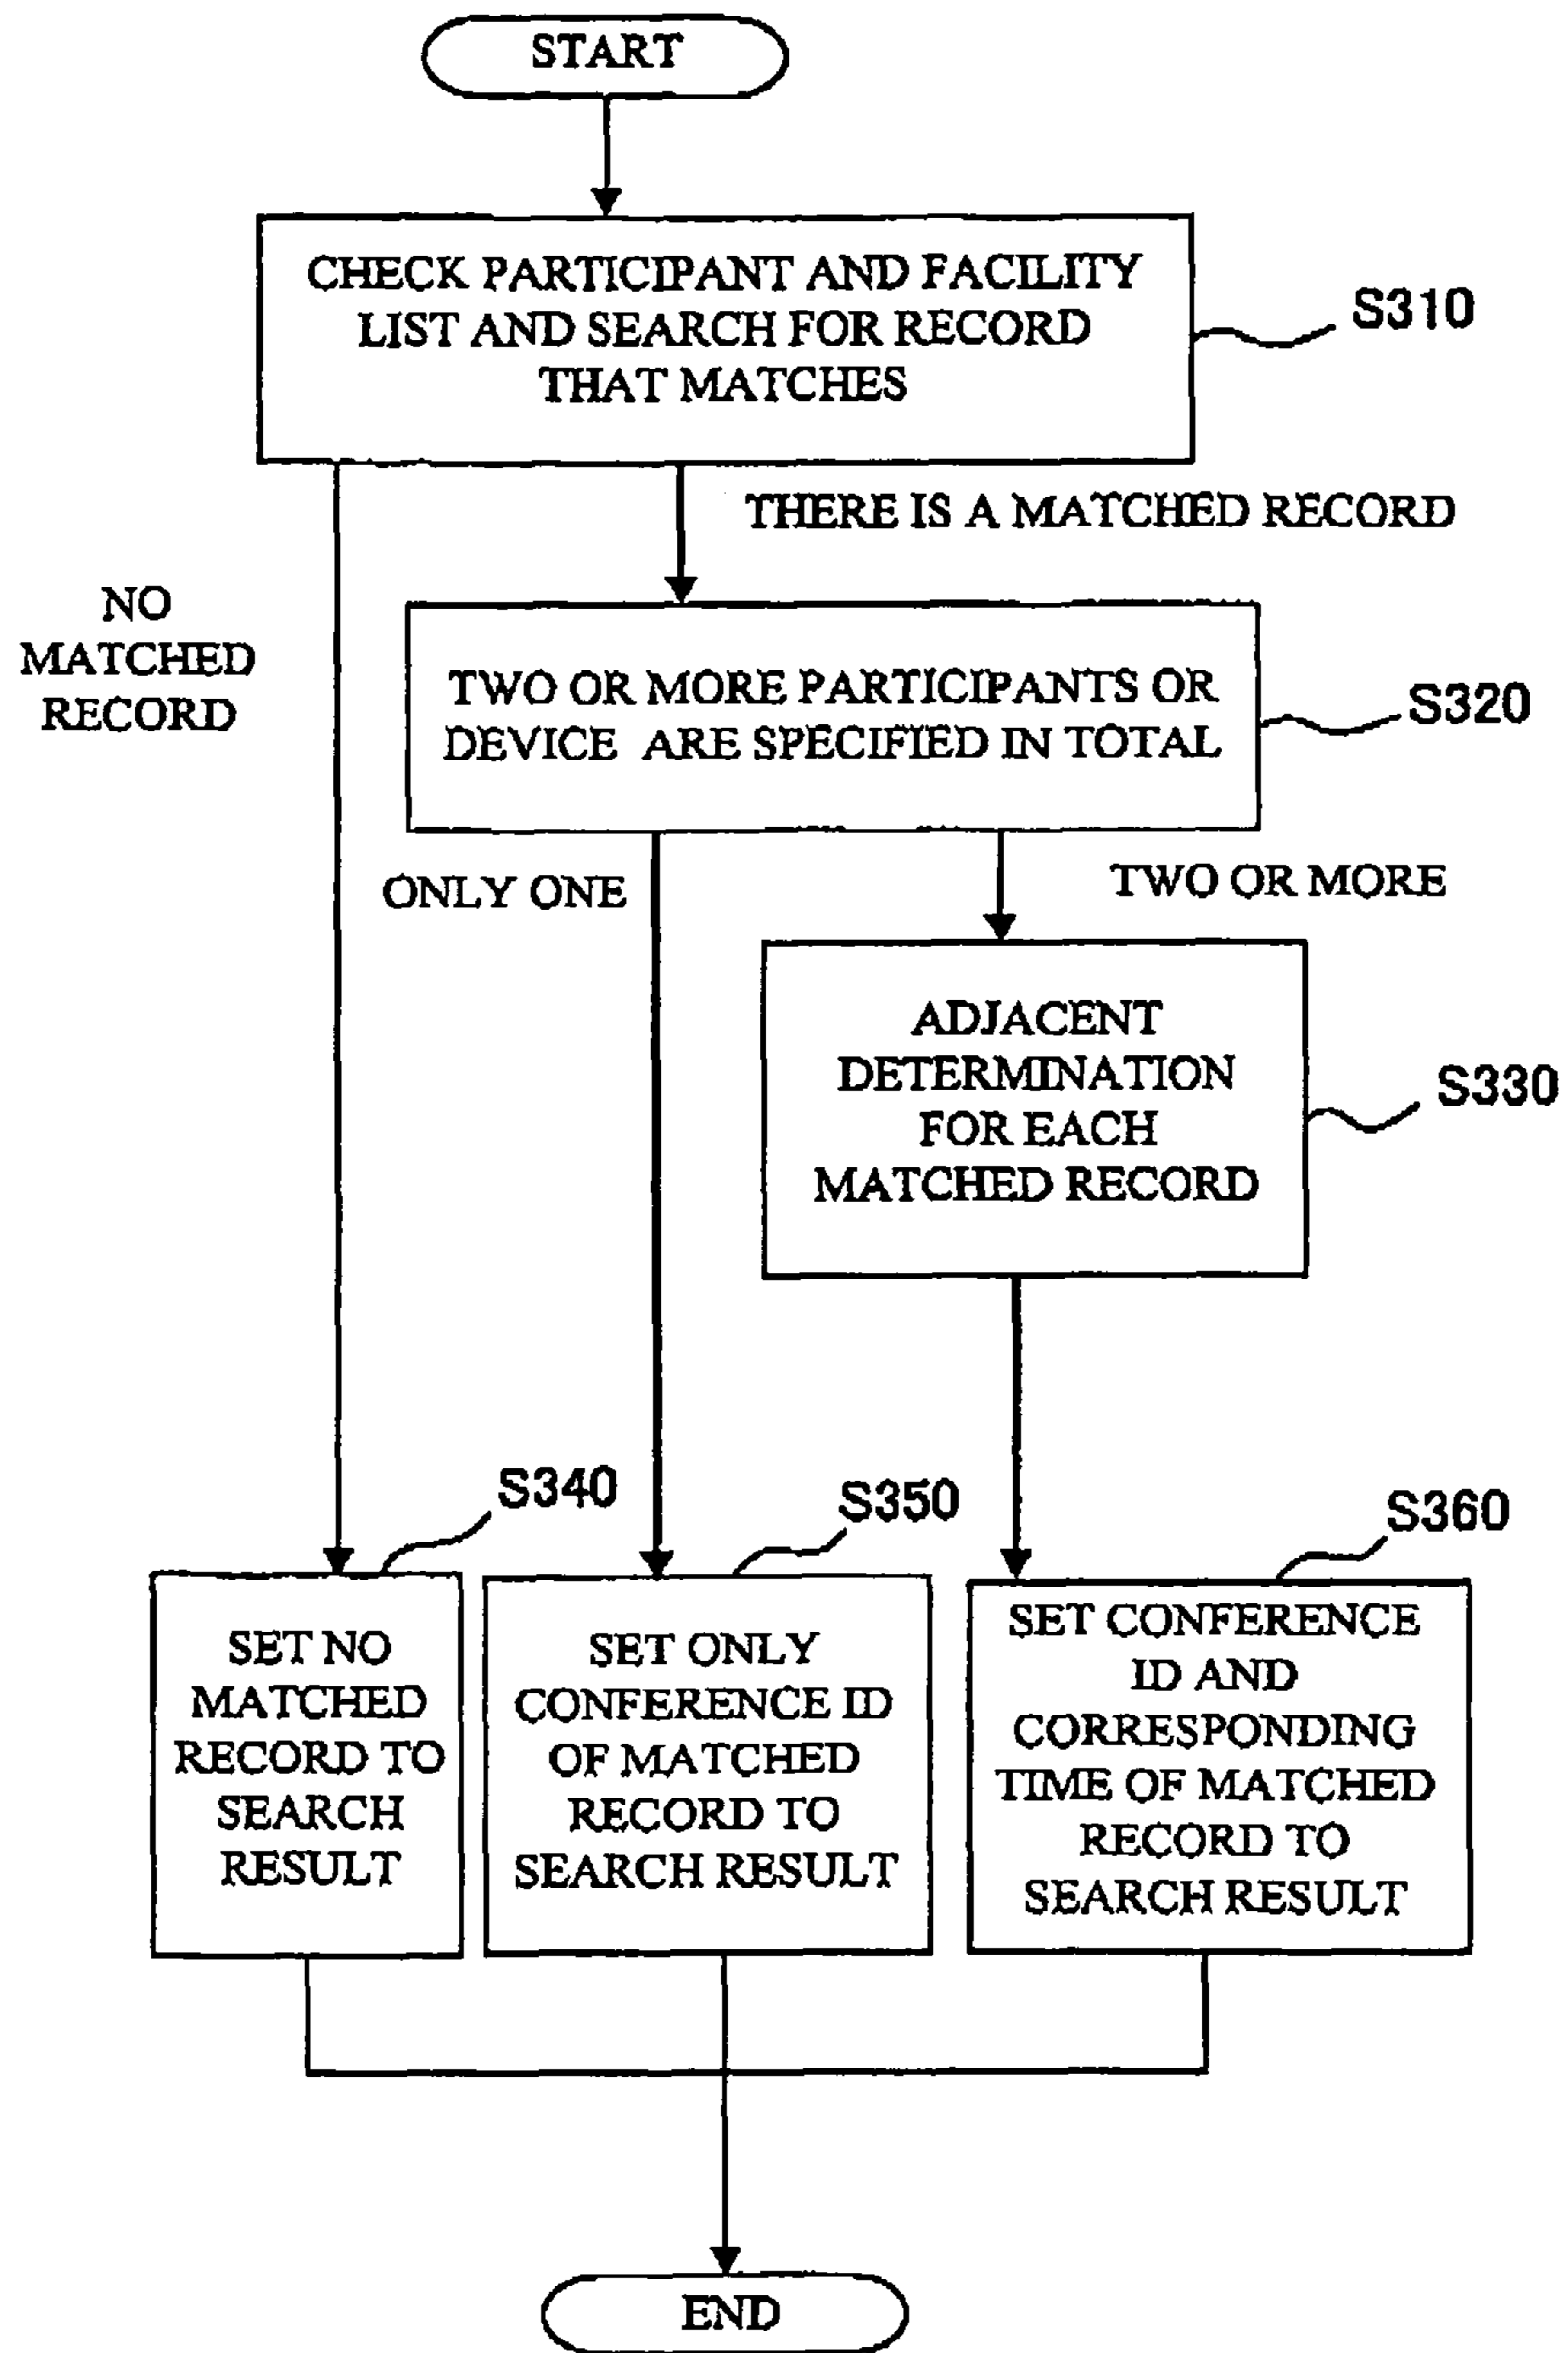 START
CHECK PARTICIPANT AND FACILITY
LIST AND SEARCH FOR RECORD
THAT MATCHES
S310
THERE IS A MATCHED RECORD
NO
MATCHED
RECORD
TWO OR MORE PARTICIPANTS OR
DEVICE ARE SPECIFIED IN TOTAL
S320
ONLY ONE
TWO OR MORE
ADJACENT
DETERMINATION
FOR EACH
MATCHED RECORD
S330
S340
SET NO
MATCHED
RECORD TO
SEARCH
RESULT
S350
SET ONLY
CONFERENCE ID
OF MATCHED
RECORD TO
SEARCH RESULT
S360
SET CONFERENCE
ID AND
CORRESPONDING
TIME OF MATCHED
RECORD TO
SEARCH RESULT
END